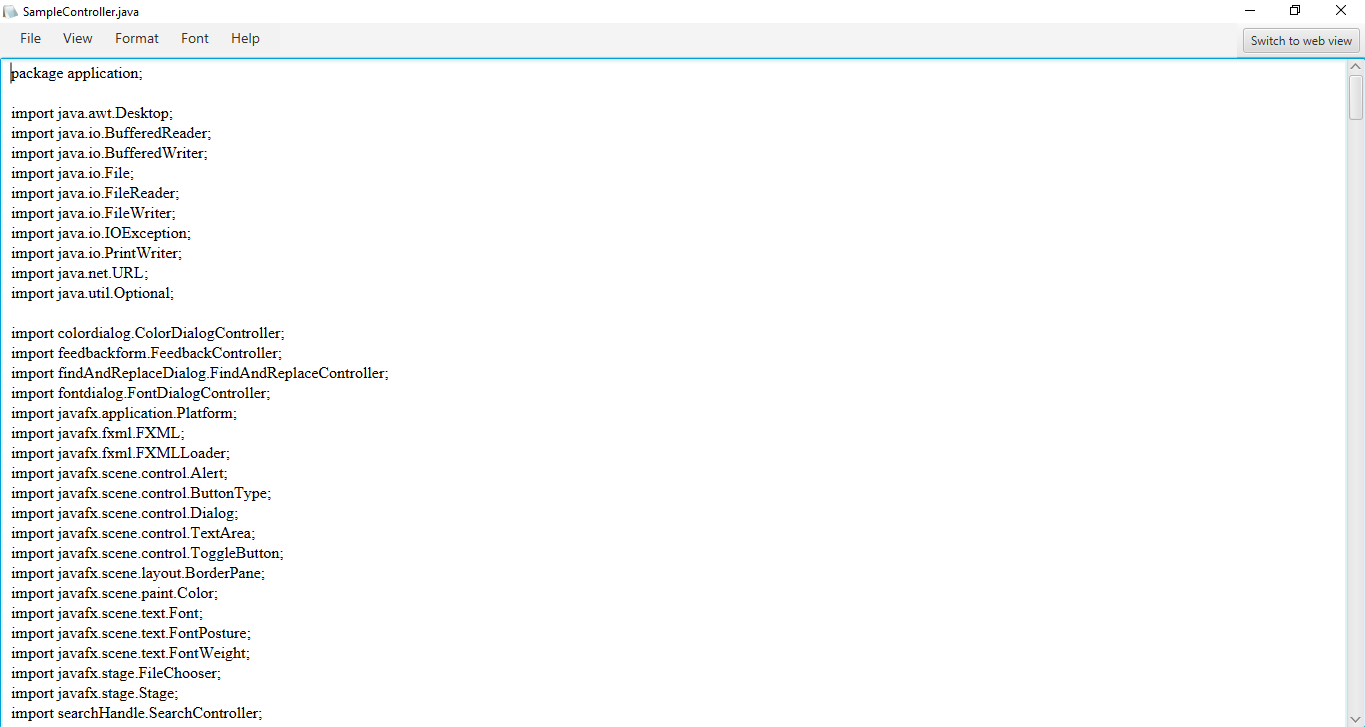 SampleController.java
File View Format Font Help Switch to web view
package application;
import java.awt.Desktop;
import java.io.BufferedReader;
import java.io.BufferedWriter;
import java.io.File;
import java.io.FileReader;
import java.io.FileWriter;
import java.io.IOException;
import java.io.PrintWriter;
import java.net.URL;
import java.util.Optional;
import colordialog.ColorDialogController;
import feedbackform.FeedbackController;
import findAndReplaceDialog.FindAndReplaceController;
import fontdialog.FontDialogController;
import javafx.application.Platform;
import javafx.fxml.FXML;
import javafx.fxml.FXMLLoader;
import javafx.scene.control.Alert;
import javafx.scene.control.ButtonType;
import javafx.scene.control.Dialog;
import javafx.scene.control.TextArea;
import javafx.scene.control.ToggleButton;
import javafx.scene.layout.BorderPane;
import javafx.scene.paint.Color;
import javafx.scene.text.Font;
import javafx.scene.text.FontPosture;
import javafx.scene.text.FontWeight;
import javafx.stage.FileChooser;
import javafx.stage.Stage;
import searchHandle.SearchController;